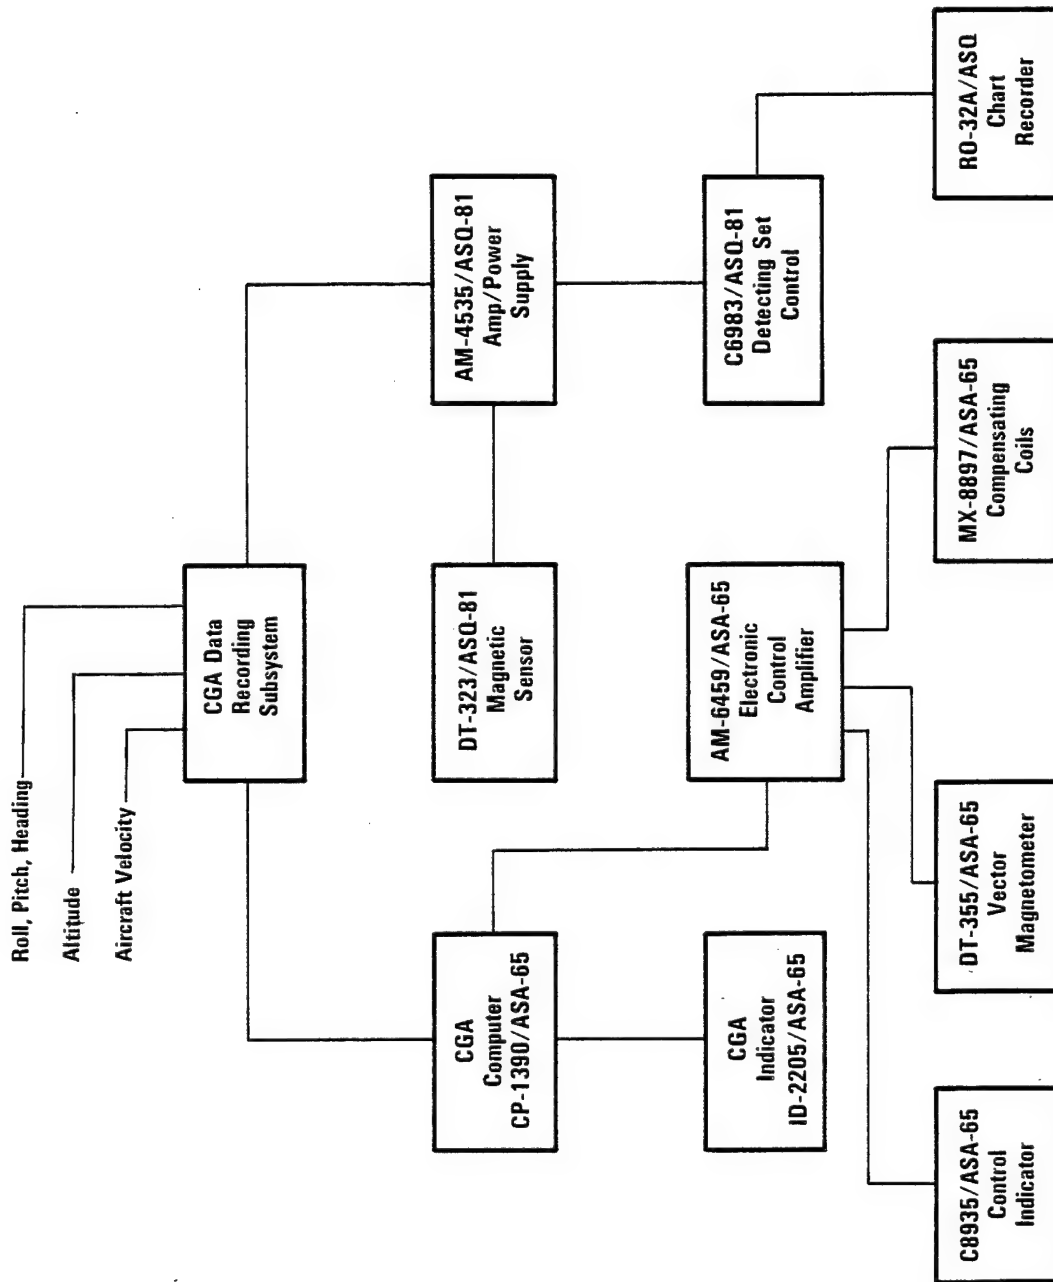 Roll, Pitch, Heading
Altitude
Aircraft Velocity
CGA Data
Recording
Subsystem
CGA
Computer
CP-1390/ASA-65
DT-323/ASQ-81
Magnetic
Sensor
AM-4535/ASQ-81
Amp/Power
Supply
CGA
Indicator
ID-2205/ASA-65
AM-6459/ASA-65
Electronic
Control
Amplifier
C6983/ASQ-81
Detecting Set
Control
C8935/ASA-65
Control
Indicator
DT-355/ASA-65
Vector
Magnetometer
MX-8897/ASA-65
Compensating
Coils
RO-32A/ASQ
Chart
Recorder